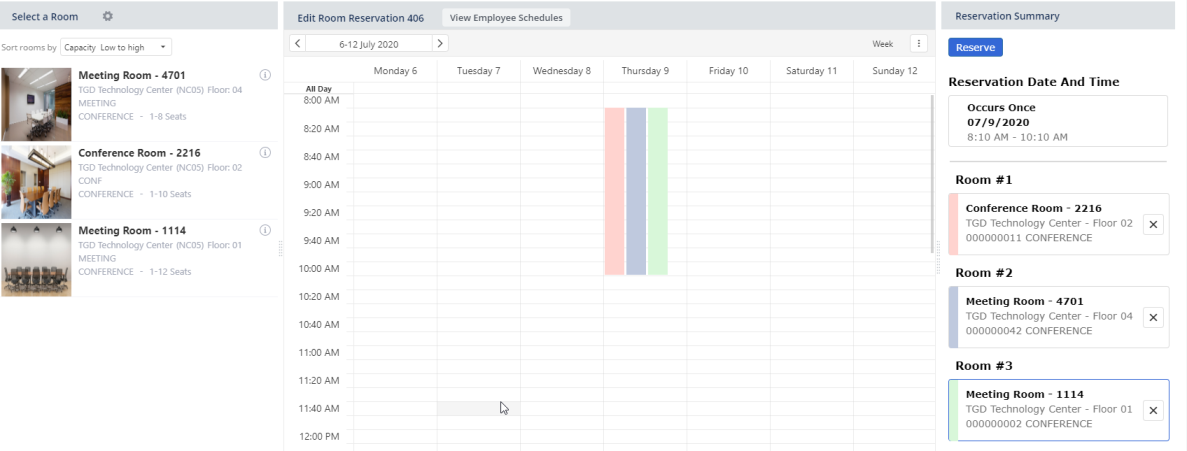 Select a Room
Sort rooms by Capacity Low to high
Meeting Room - 4701
TGD Technology Center (NC05) Floor: 04
MEETING
CONFERENCE - 1-8 Seats
Conference Room - 2216
TGD Technology Center (NC05) Floor: 02
CONF
CONFERENCE - 1-10 Seats
Meeting Room - 1114
TGD Technology Center (NC05) Floor: 01
MEETING
CONFERENCE - 1-12 Seats
Edit Room Reservation 406 View Employee Schedules
6-12 July 2020 Week
Monday 6 Tuesday 7 Wednesday 8 Thursday 9 Friday 10 Saturday 11 Sunday 12
All Day
8:00 AM
8:20 AM
8:40 AM
9:00 AM
9:20 AM
9:40 AM
10:00 AM
10:20 AM
10:40 AM
11:00 AM
11:20 AM
11:40 AM
12:00 PM
Reservation Summary
Reserve
Reservation Date And Time
Occurs Once
07/9/2020
8:10 AM - 10:10 AM
Room #1
Conference Room - 2216
TGD Technology Center - Floor 02
000000011 CONFERENCE
Room #2
Meeting Room - 4701
TGD Technology Center - Floor 04
000000042 CONFERENCE
Room #3
Meeting Room - 1114
TGD Technology Center - Floor 01
000000002 CONFERENCE